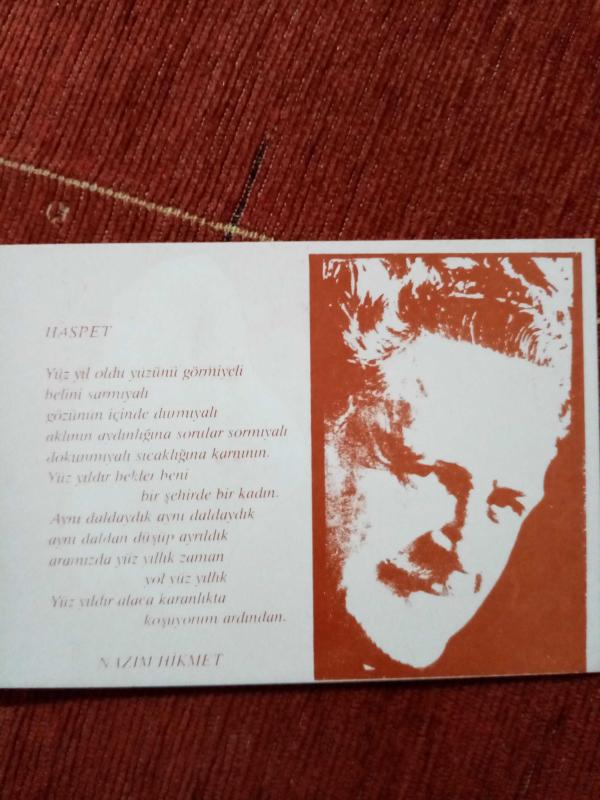 HASPET
Yüz yıl oldu yüzünü görmiyeli
belini sarmıyalı
gözünün içinde durmıyalı
aklının aydınlığına sorular sormıyalı
dokunmıyalı sıcaklığına karnının.
Yüz yıldır bekler beni
bir şehirde bir kadın.
Aynı daldaydık aynı daldaydık
aynı daldan düşüp ayrıldık
aramızda yüz yıllık zaman
yol yüz yıllık
Yüz yıldır alaca karanlıkta
koşuyorum ardından.
NAZIM HİKMET